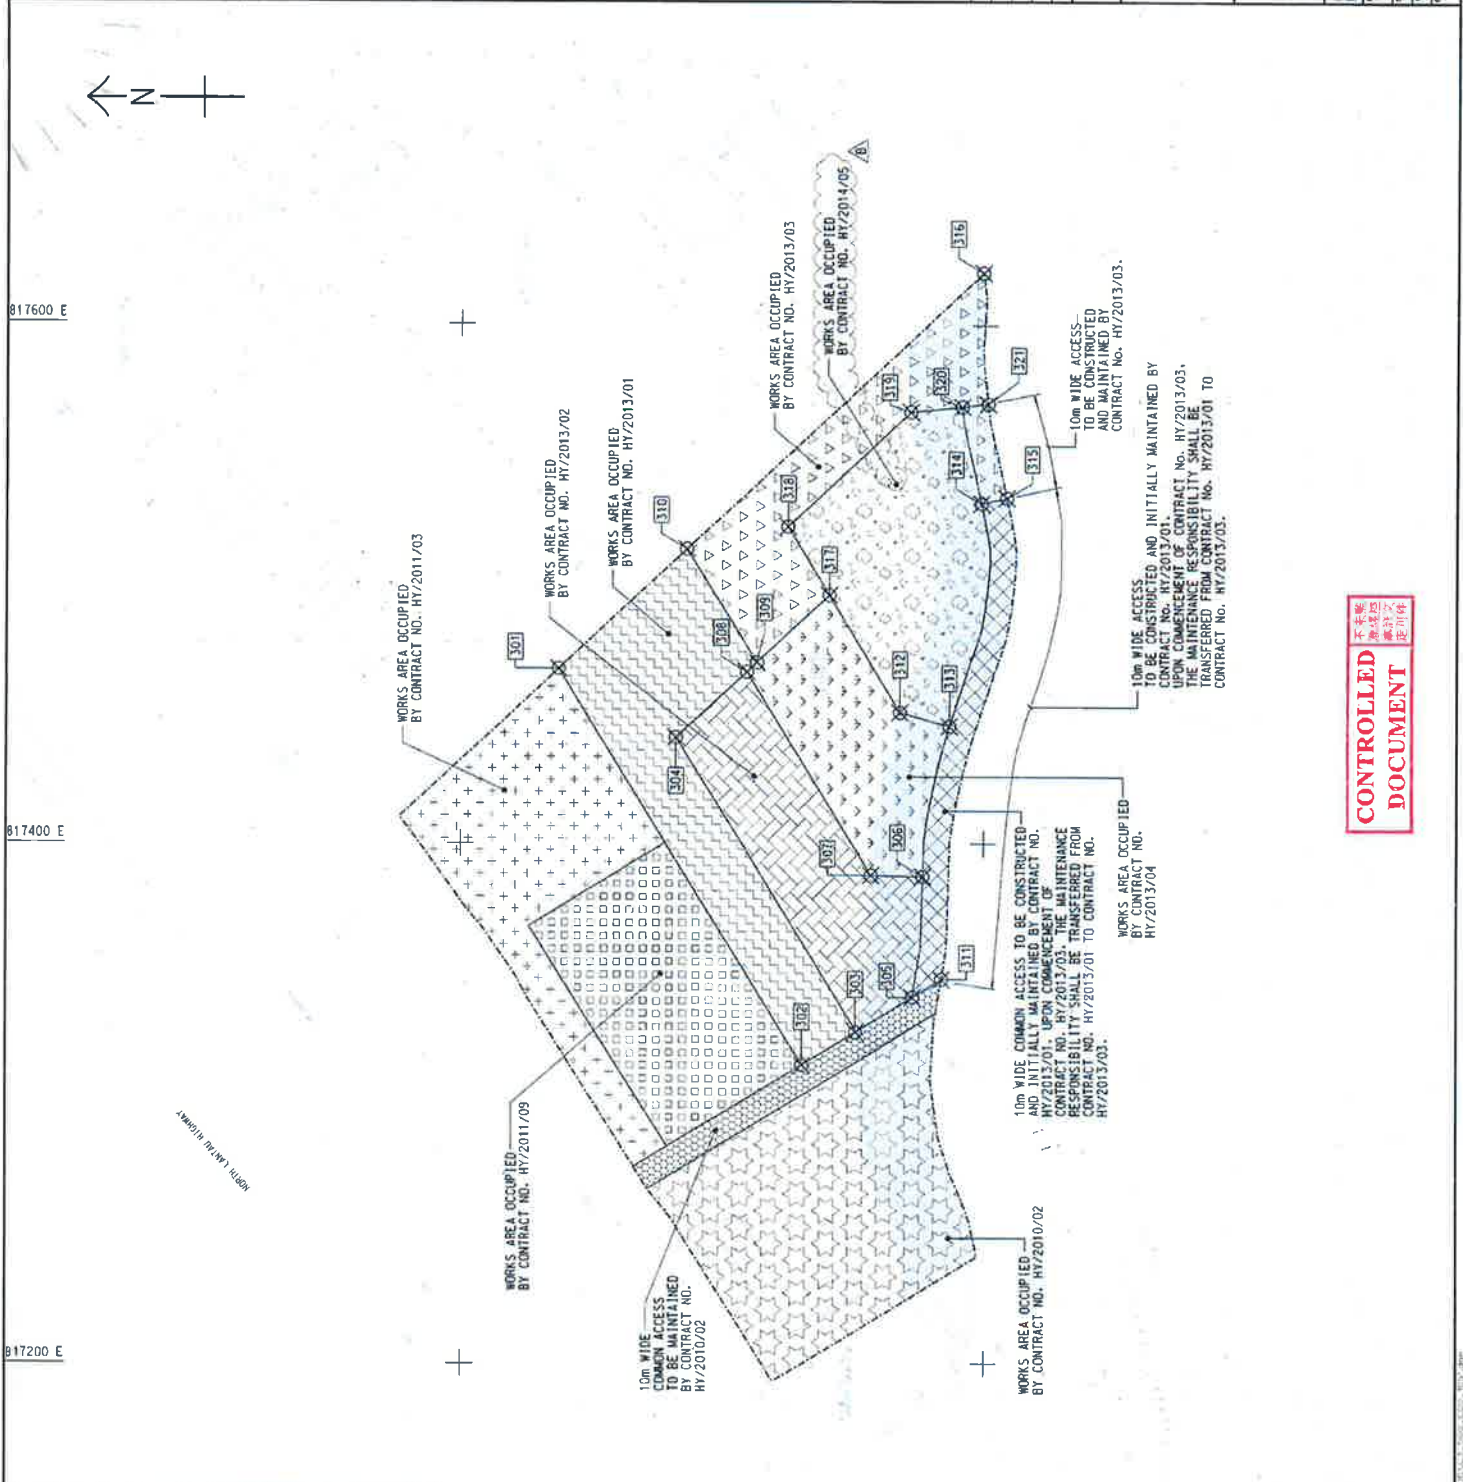 N
817600 E
817400 E
817200 E
NORTH LANTAU HIGHWAY
WORKS AREA OCCUPIED
BY CONTRACT NO. HY/2011/03
WORKS AREA OCCUPIED
BY CONTRACT NO. HY/2013/02
WORKS AREA OCCUPIED
BY CONTRACT NO. HY/2013/01
WORKS AREA OCCUPIED
BY CONTRACT NO. HY/2013/03
WORKS AREA OCCUPIED
BY CONTRACT NO. HY/2014/05
B
301
310
308
309
304
318
317
319
320
316
321
314
315
312
313
307
306
302
303
305
311
10m WIDE ACCESS
TO BE CONSTRUCTED
AND MAINTAINED BY
CONTRACT No. HY/2013/03.
10m WIDE ACCESS
TO BE CONSTRUCTED AND INITIALLY MAINTAINED BY
CONTRACT No. HY/2013/01.
UPON COMMENCEMENT OF CONTRACT No. HY/2013/03,
THE MAINTENANCE RESPONSIBILITY SHALL BE
TRANSFERRED FROM CONTRACT No. HY/2013/01 TO
CONTRACT No. HY/2013/03.
WORKS AREA OCCUPIED
BY CONTRACT NO.
HY/2013/04
10m WIDE COMMON ACCESS TO BE CONSTRUCTED
AND INITIALLY MAINTAINED BY CONTRACT NO.
HY/2013/01. UPON COMMENCEMENT OF
CONTRACT NO. HY/2013/03, THE MAINTENANCE
RESPONSIBILITY SHALL BE TRANSFERRED FROM
CONTRACT NO. HY/2013/01 TO CONTRACT NO.
HY/2013/03.
WORKS AREA OCCUPIED
BY CONTRACT NO. HY/2011/09
10m WIDE
COMMON ACCESS
TO BE MAINTAINED
BY CONTRACT NO.
HY/2010/02
WORKS AREA OCCUPIED
BY CONTRACT NO. HY/2010/02
CONTROLLED
DOCUMENT